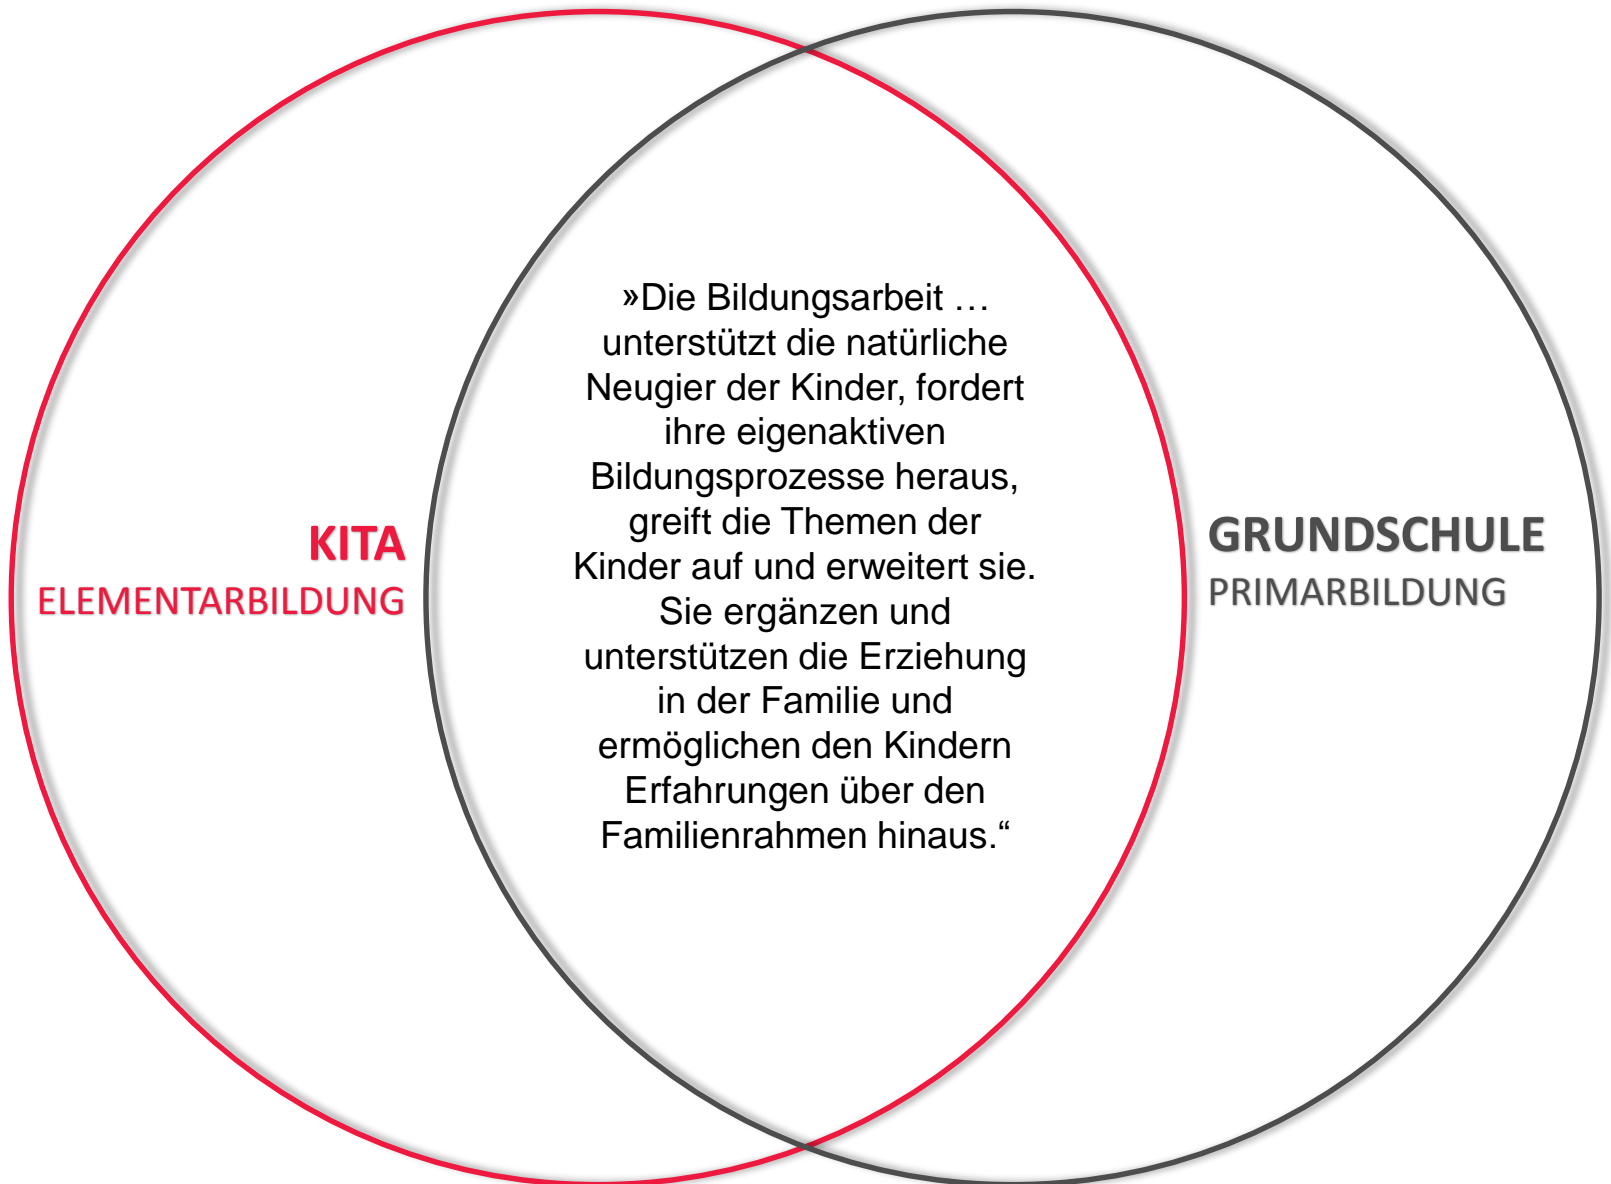 KITA
ELEMENTARBILDUNG
»Die Bildungsarbeit …
unterstützt die natürliche
Neugier der Kinder, fordert
ihre eigenaktiven
Bildungsprozesse heraus,
greift die Themen der
Kinder auf und erweitert sie.
Sie ergänzen und
unterstützen die Erziehung
in der Familie und
ermöglichen den Kindern
Erfahrungen über den
Familienrahmen hinaus.“
GRUNDSCHULE
PRIMARBILDUNG